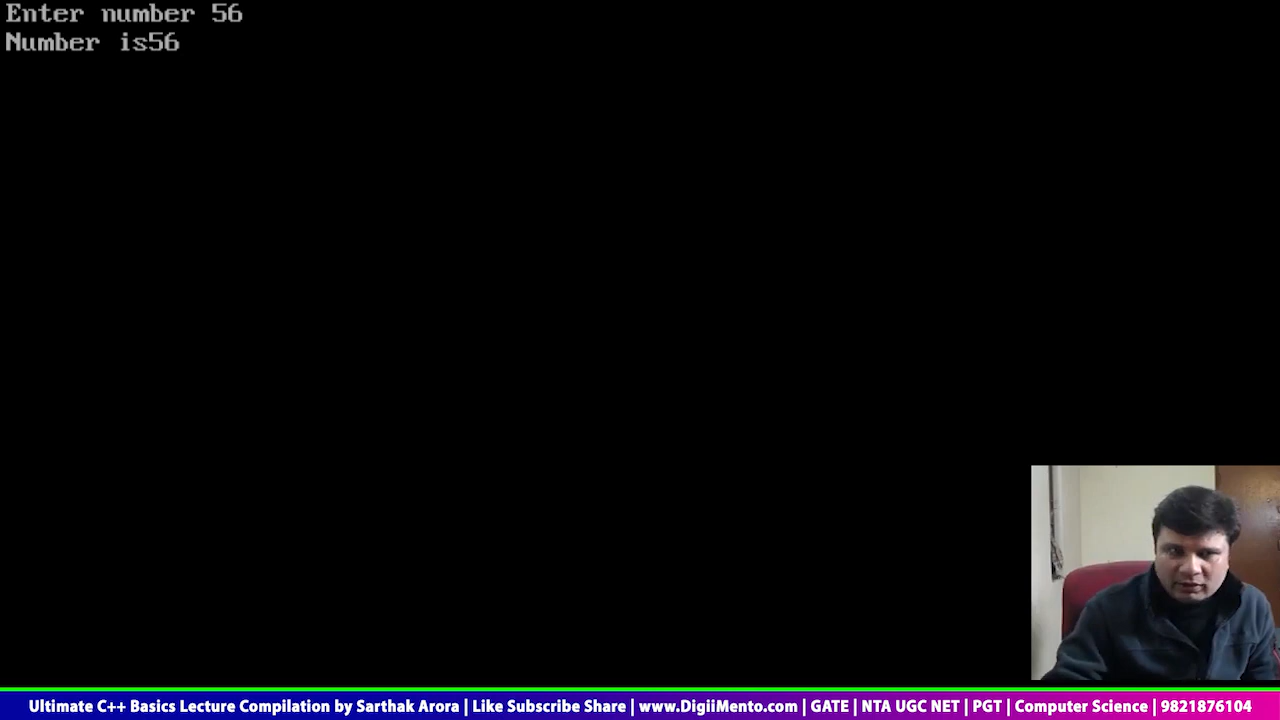 Enter number 56
Number is56
Ultimate C++ Basics Lecture Compilation by Sarthak Arora | Like Subscribe Share | www.DigiiMento.com | GATE | NTA UGC NET | PGT | Computer Science | 9821876104